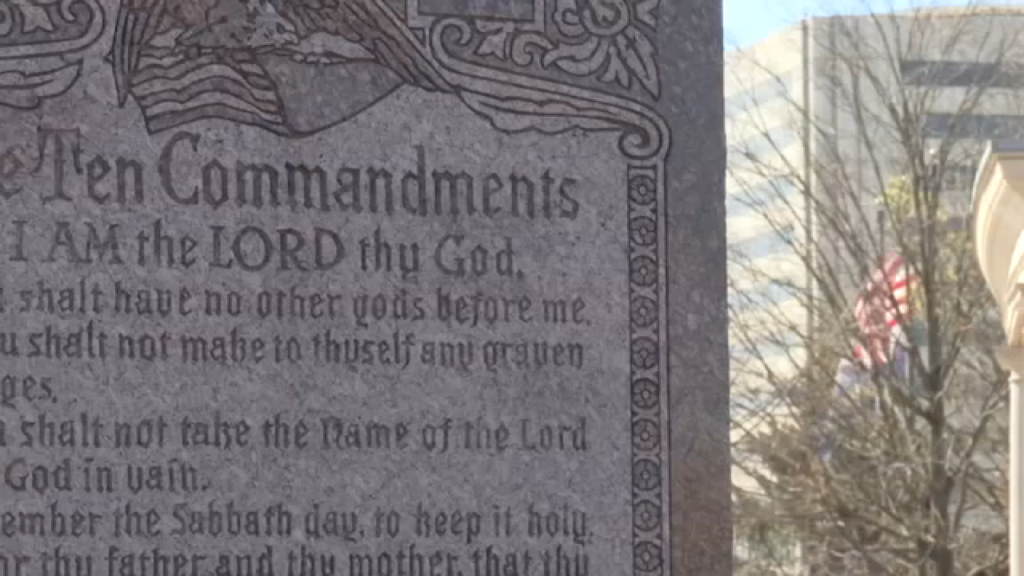 e Ten Commandments
I AM the LORD thy God.
shalt have no other gods before me.
u shalt not make to thyself any graven
ges.
shalt not take the Name of the Lord
God in vain.
ember the Sabbath day, to keep it holy.
or thy father and thy mother, that thy